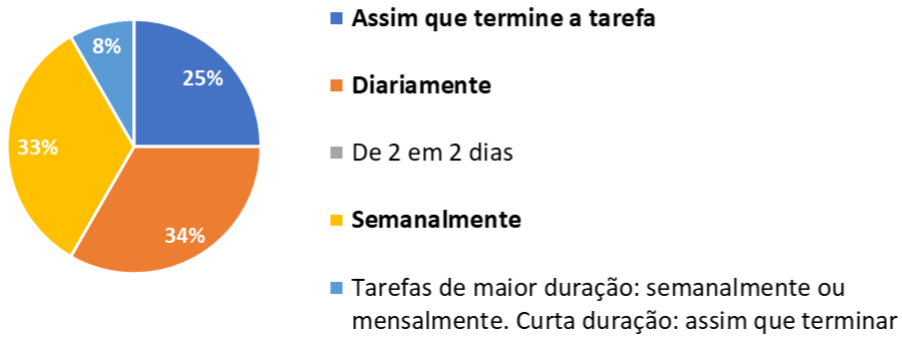 8%
25%
33%
34%
Assim que termine a tarefa
Diariamente
De 2 em 2 dias
Semanalmente
Tarefas de maior duração: semanalmente ou
mensalmente. Curta duração: assim que terminar